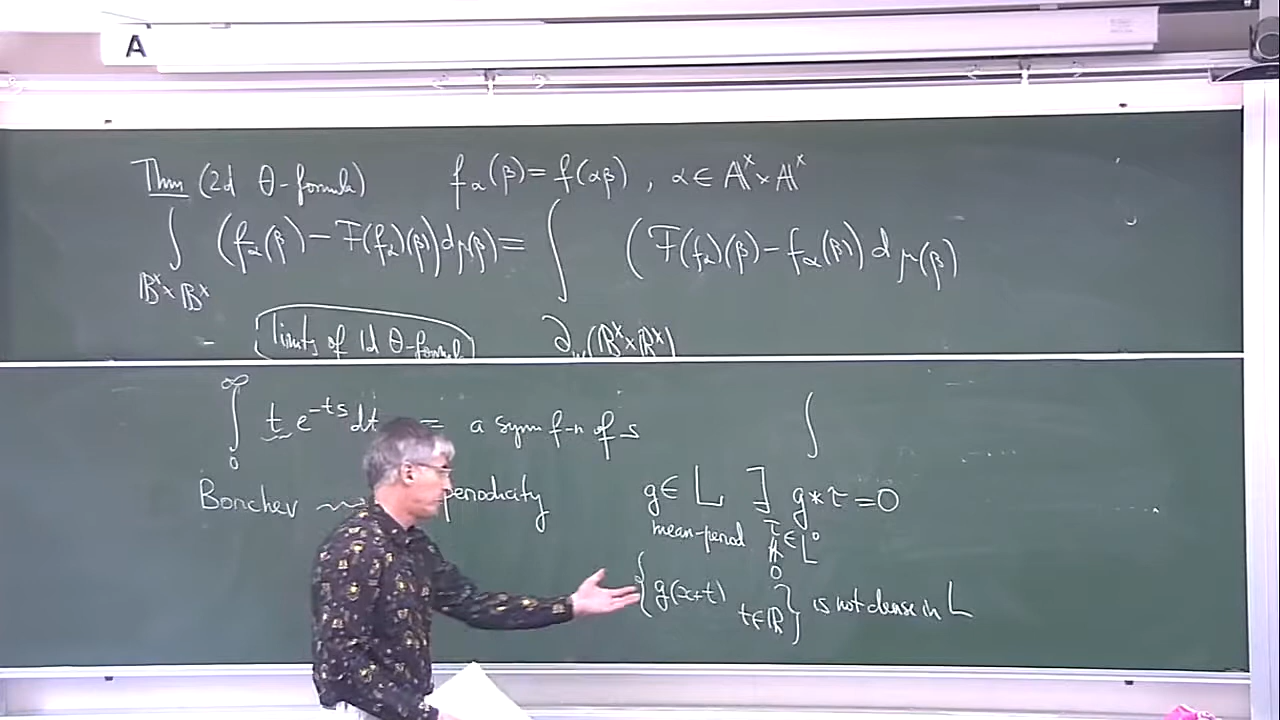 A
Thm (2d θ-formula) f_α(β) = f(αβ), α ∈ 𝔸^× × 𝔸^×
∫_{𝔹^× × 𝔹^×} (f_α(β) − F(f_α)(β)) dμ(β) = ∫_{∂_w(𝔹^× × 𝔹^×)} (F(f_α)(β) − f_α(β)) dμ(β)
limits of 1d θ-formula
∫_0^∞ t e^{-ts} dt = a sym f-n of s ∫
periodicity
g ∈ L ∃ g * τ = 0
mean-period τ ∈ L^0
0
{g(x+t) t∈ℝ} is not dense in L